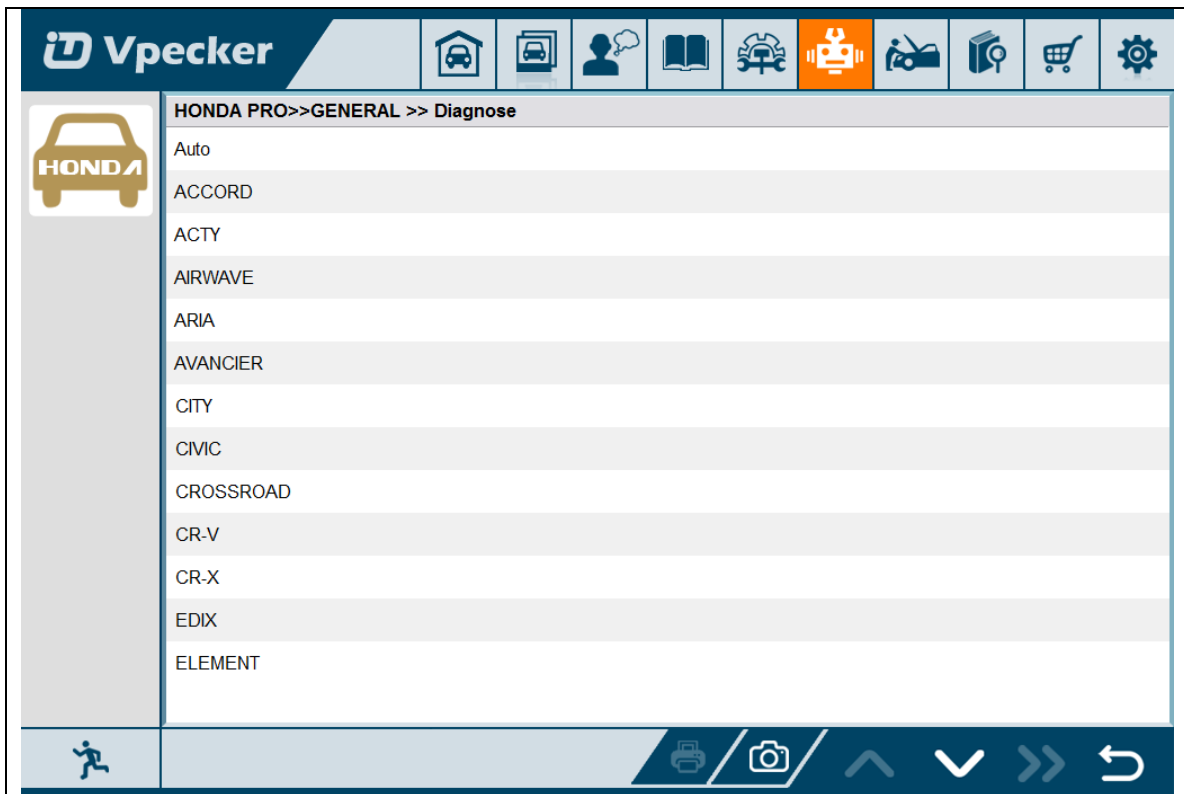 Vpecker
HONDA PRO>>GENERAL >> Diagnose
HONDA
Auto
ACCORD
ACTY
AIRWAVE
ARIA
AVANCIER
CITY
CIVIC
CROSSROAD
CR-V
CR-X
EDIX
ELEMENT